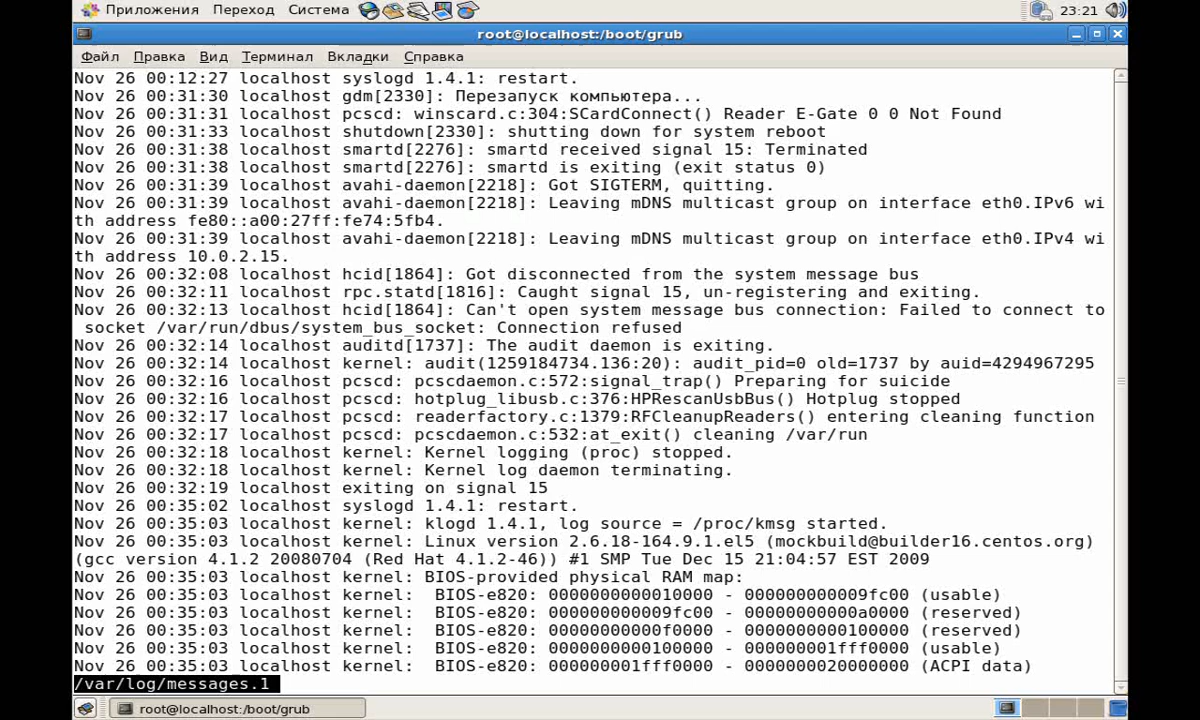 Приложения Переход Система 23:21
root@localhost:/boot/grub
Файл Правка Вид Терминал Вкладки Справка
Nov 26 00:12:27 localhost syslogd 1.4.1: restart.
Nov 26 00:31:30 localhost gdm[2330]: Перезапуск компьютера...
Nov 26 00:31:31 localhost pcscd: winscard.c:304:SCardConnect() Reader E-Gate 0 0 Not Found
Nov 26 00:31:33 localhost shutdown[2330]: shutting down for system reboot
Nov 26 00:31:38 localhost smartd[2276]: smartd received signal 15: Terminated
Nov 26 00:31:38 localhost smartd[2276]: smartd is exiting (exit status 0)
Nov 26 00:31:39 localhost avahi-daemon[2218]: Got SIGTERM, quitting.
Nov 26 00:31:39 localhost avahi-daemon[2218]: Leaving mDNS multicast group on interface eth0.IPv6 wi
th address fe80::a00:27ff:fe74:5fb4.
Nov 26 00:31:39 localhost avahi-daemon[2218]: Leaving mDNS multicast group on interface eth0.IPv4 wi
th address 10.0.2.15.
Nov 26 00:32:08 localhost hcid[1864]: Got disconnected from the system message bus
Nov 26 00:32:11 localhost rpc.statd[1816]: Caught signal 15, un-registering and exiting.
Nov 26 00:32:13 localhost hcid[1864]: Can't open system message bus connection: Failed to connect to
 socket /var/run/dbus/system_bus_socket: Connection refused
Nov 26 00:32:14 localhost auditd[1737]: The audit daemon is exiting.
Nov 26 00:32:14 localhost kernel: audit(1259184734.136:20): audit_pid=0 old=1737 by auid=4294967295
Nov 26 00:32:16 localhost pcscd: pcscdaemon.c:572:signal_trap() Preparing for suicide
Nov 26 00:32:16 localhost pcscd: hotplug_libusb.c:376:HPRescanUsbBus() Hotplug stopped
Nov 26 00:32:17 localhost pcscd: readerfactory.c:1379:RFCleanupReaders() entering cleaning function
Nov 26 00:32:17 localhost pcscd: pcscdaemon.c:532:at_exit() cleaning /var/run
Nov 26 00:32:18 localhost kernel: Kernel logging (proc) stopped.
Nov 26 00:32:18 localhost kernel: Kernel log daemon terminating.
Nov 26 00:32:19 localhost exiting on signal 15
Nov 26 00:35:02 localhost syslogd 1.4.1: restart.
Nov 26 00:35:03 localhost kernel: klogd 1.4.1, log source = /proc/kmsg started.
Nov 26 00:35:03 localhost kernel: Linux version 2.6.18-164.9.1.el5 (mockbuild@builder16.centos.org)
(gcc version 4.1.2 20080704 (Red Hat 4.1.2-46)) #1 SMP Tue Dec 15 21:04:57 EST 2009
Nov 26 00:35:03 localhost kernel: BIOS-provided physical RAM map:
Nov 26 00:35:03 localhost kernel:  BIOS-e820: 0000000000010000 - 000000000009fc00 (usable)
Nov 26 00:35:03 localhost kernel:  BIOS-e820: 000000000009fc00 - 00000000000a0000 (reserved)
Nov 26 00:35:03 localhost kernel:  BIOS-e820: 00000000000f0000 - 0000000000100000 (reserved)
Nov 26 00:35:03 localhost kernel:  BIOS-e820: 0000000000100000 - 000000001fff0000 (usable)
Nov 26 00:35:03 localhost kernel:  BIOS-e820: 000000001fff0000 - 0000000020000000 (ACPI data)
/var/log/messages.1
root@localhost:/boot/grub